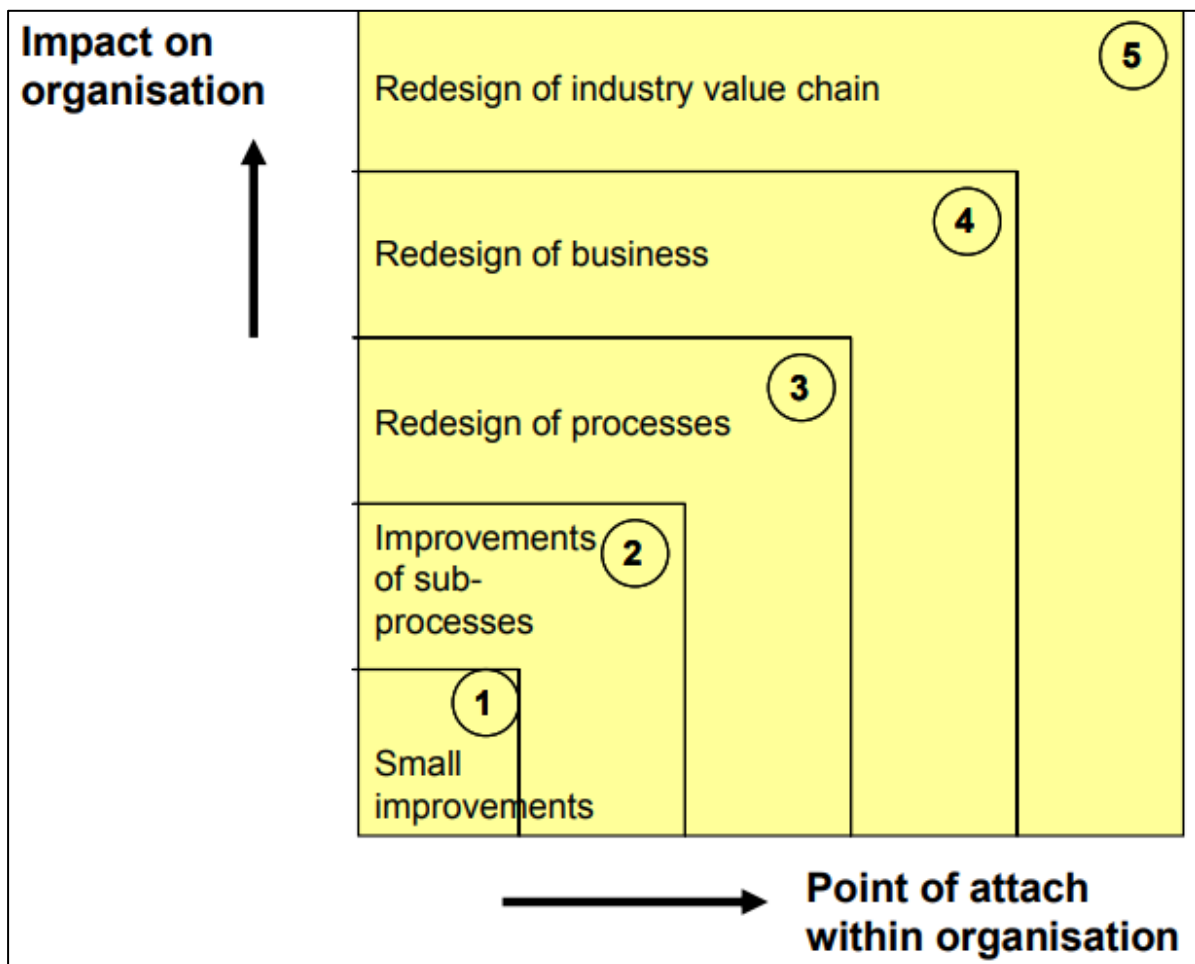 Impact on
organisation
5
Redesign of industry value chain
4
Redesign of business
3
Redesign of processes
Improvements
of sub-
processes
2
1
Small
improvements
Point of attach
within organisation